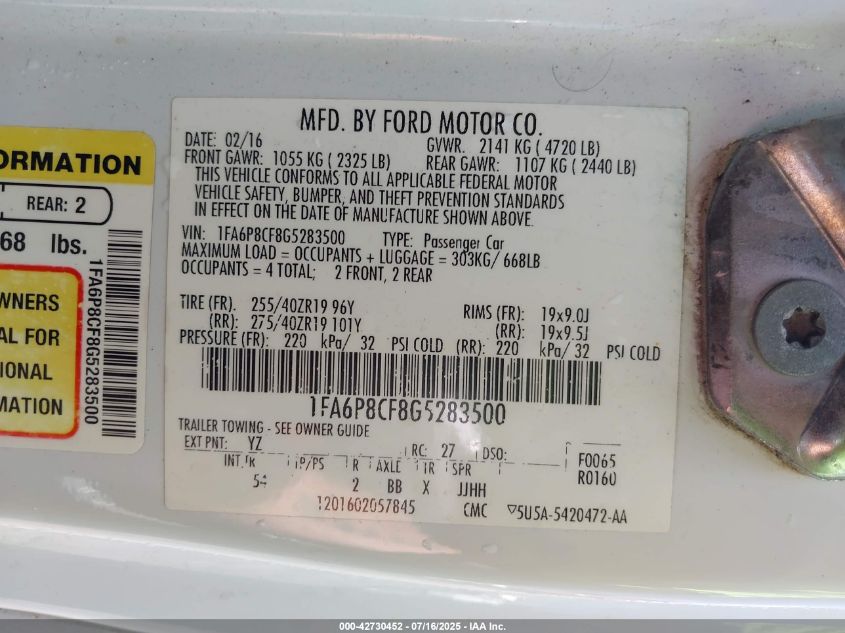 ORMATION
REAR: 2
68 lbs.
WNERS
AL FOR
IONAL
MATION
1FA6P8CF8G5283500
MFD. BY FORD MOTOR CO.
DATE: 02/16 GVWR. 2141 KG ( 4720 LB)
FRONT GAWR: 1055 KG ( 2325 LB) REAR GAWR: 1107 KG ( 2440 LB)
THIS VEHICLE CONFORMS TO ALL APPLICABLE FEDERAL MOTOR
VEHICLE SAFETY, BUMPER, AND THEFT PREVENTION STANDARDS
IN EFFECT ON THE DATE OF MANUFACTURE SHOWN ABOVE.
VIN: 1FA6P8CF8G5283500 TYPE: Passenger Car
MAXIMUM LOAD = OCCUPANTS + LUGGAGE = 303KG/ 668LB
OCCUPANTS = 4 TOTAL; 2 FRONT, 2 REAR
TIRE (FR). 255/40ZR19 96Y RIMS (FR): 19x9.0J
(RR): 275/40ZR19 101Y (RR): 19x9.5J
PRESSURE (FR): 220 kPa/ 32 PSI COLD (RR): 220 kPa/ 32 PSI COLD
1FA6P8CF8G5283500
TRAILER TOWING - SEE OWNER GUIDE
EXT PNT: YZ RC: 27 DSO: F0065
INT. TR TP/PS R AXLE TR SPR R0160
54 2 BB X JJHH
1201602057845 CMC ▽5U5A-5420472-AA
000-42730452 - 07/16/2025 - IAA Inc.